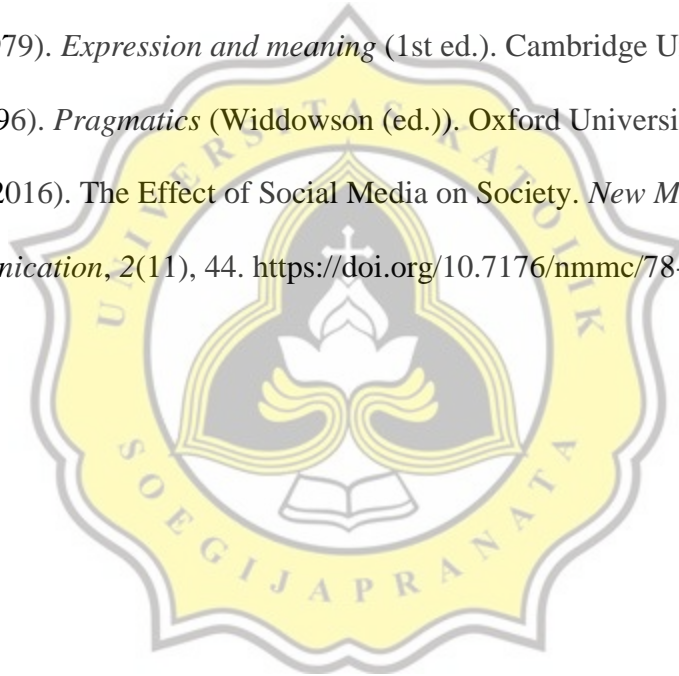 079). Expression and meaning (1st ed.). Cambridge U
96). Pragmatics (Widdowson (ed.)). Oxford Universi
2016). The Effect of Social Media on Society. New M
nication, 2(11), 44. https://doi.org/10.7176/nmmc/78-
UNIVERSITAS KATOLIK
SOEGIJAPRANATA